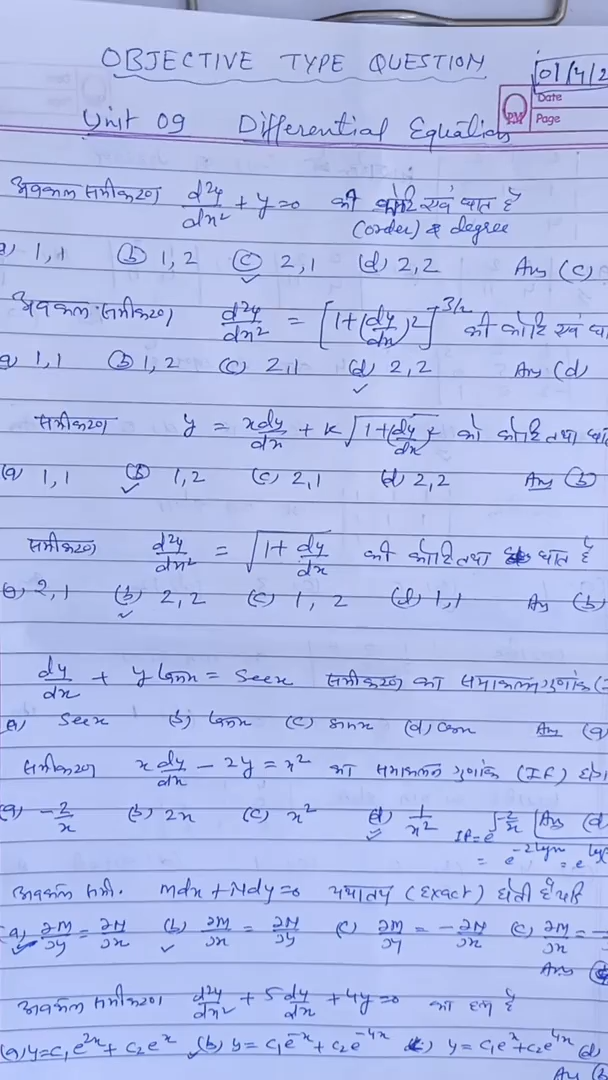 OBJECTIVE TYPE QUESTION
01/4/2
Date
Page
PM
Unit 09 Differential Equation
अवकल समीकरण d²y/dx² + y = 0 की कोटि एवं घात है
(order) & degree
a) 1,1 (b) 1,2 (c) 2,1 (d) 2,2 Ans (c)
अवकल समीकरण d²y/dx² = [1+(dy/dx)²]^3/2 की कोटि एवं घा
a) 1,1 (b) 1,2 (c) 2,1 (d) 2,2 Ans (d)
समीकरण y = xdy/dx + k√1+(dy/dx)² की कोटि तथा घा
(a) 1,1 (b) 1,2 (c) 2,1 (d) 2,2 Ans (b)
समीकरण d²y/dx² = √1+dy/dx की कोटि तथा घात है
(a) 2,1 (b) 2,2 (c) 1,2 (d) 1,1 Ans (b)
dy/dx + y tanx = secx समीकरण का समाकलन गुणांक (I
(a) secx (b) tanx (c) sinx (d) cosx Ans (a
समीकरण xdy/dx - 2y = x² का समाकलन गुणांक (IF) होगा
(a) -2/x (b) 2x (c) x² (d) 1/x² IF = e^∫-2/x Ans (d
= e^-2logx = e^log
अवकल समी. Mdx + Ndy = 0 यथातथ (Exact) होती है यदि
(a) ∂M/∂y = ∂N/∂x (b) ∂M/∂x = ∂N/∂y (c) ∂M/∂y = -∂N/∂x (c) ∂M/∂x = -
Ans
अवकल समीकरण d²y/dx² + 5dy/dx + 4y = 0 का हल है
(a) y = c₁e^2x + c₂e^x (b) y = c₁e^-x + c₂e^-4x (c) y = c₁e^x + c₂e^4x (d)
Ans (b